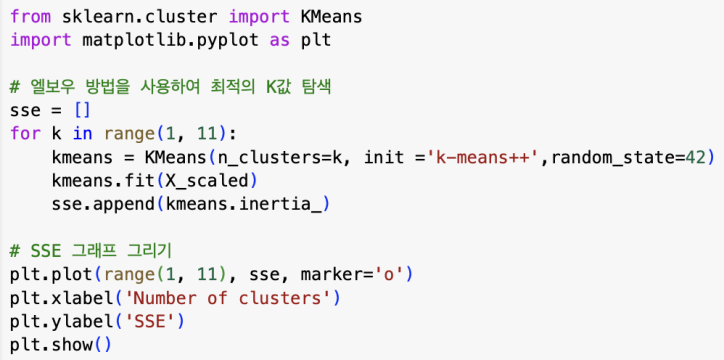 from sklearn.cluster import KMeans
import matplotlib.pyplot as plt

# 엘보우 방법을 사용하여 최적의 K값 탐색
sse = []
for k in range(1, 11):
    kmeans = KMeans(n_clusters=k, init ='k-means++',random_state=42)
    kmeans.fit(X_scaled)
    sse.append(kmeans.inertia_)

# SSE 그래프 그리기
plt.plot(range(1, 11), sse, marker='o')
plt.xlabel('Number of clusters')
plt.ylabel('SSE')
plt.show()